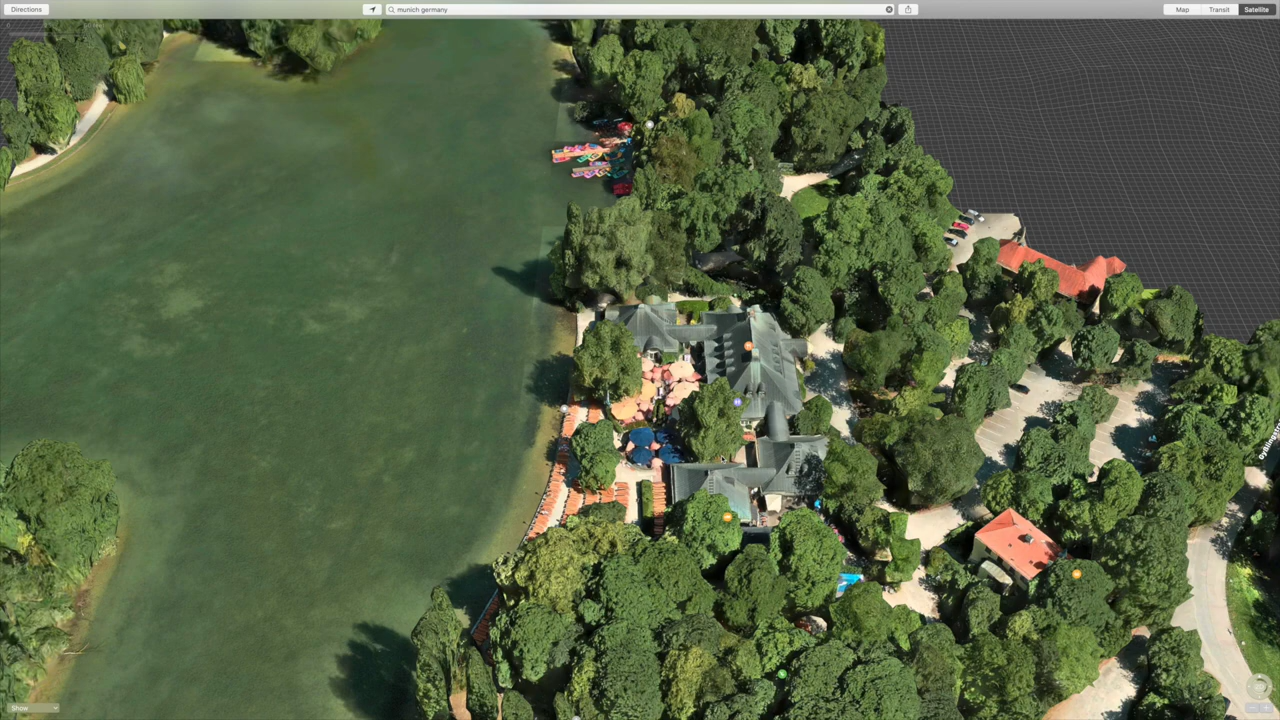 Directions
munich germany
Map
Transit
Satellite
Show